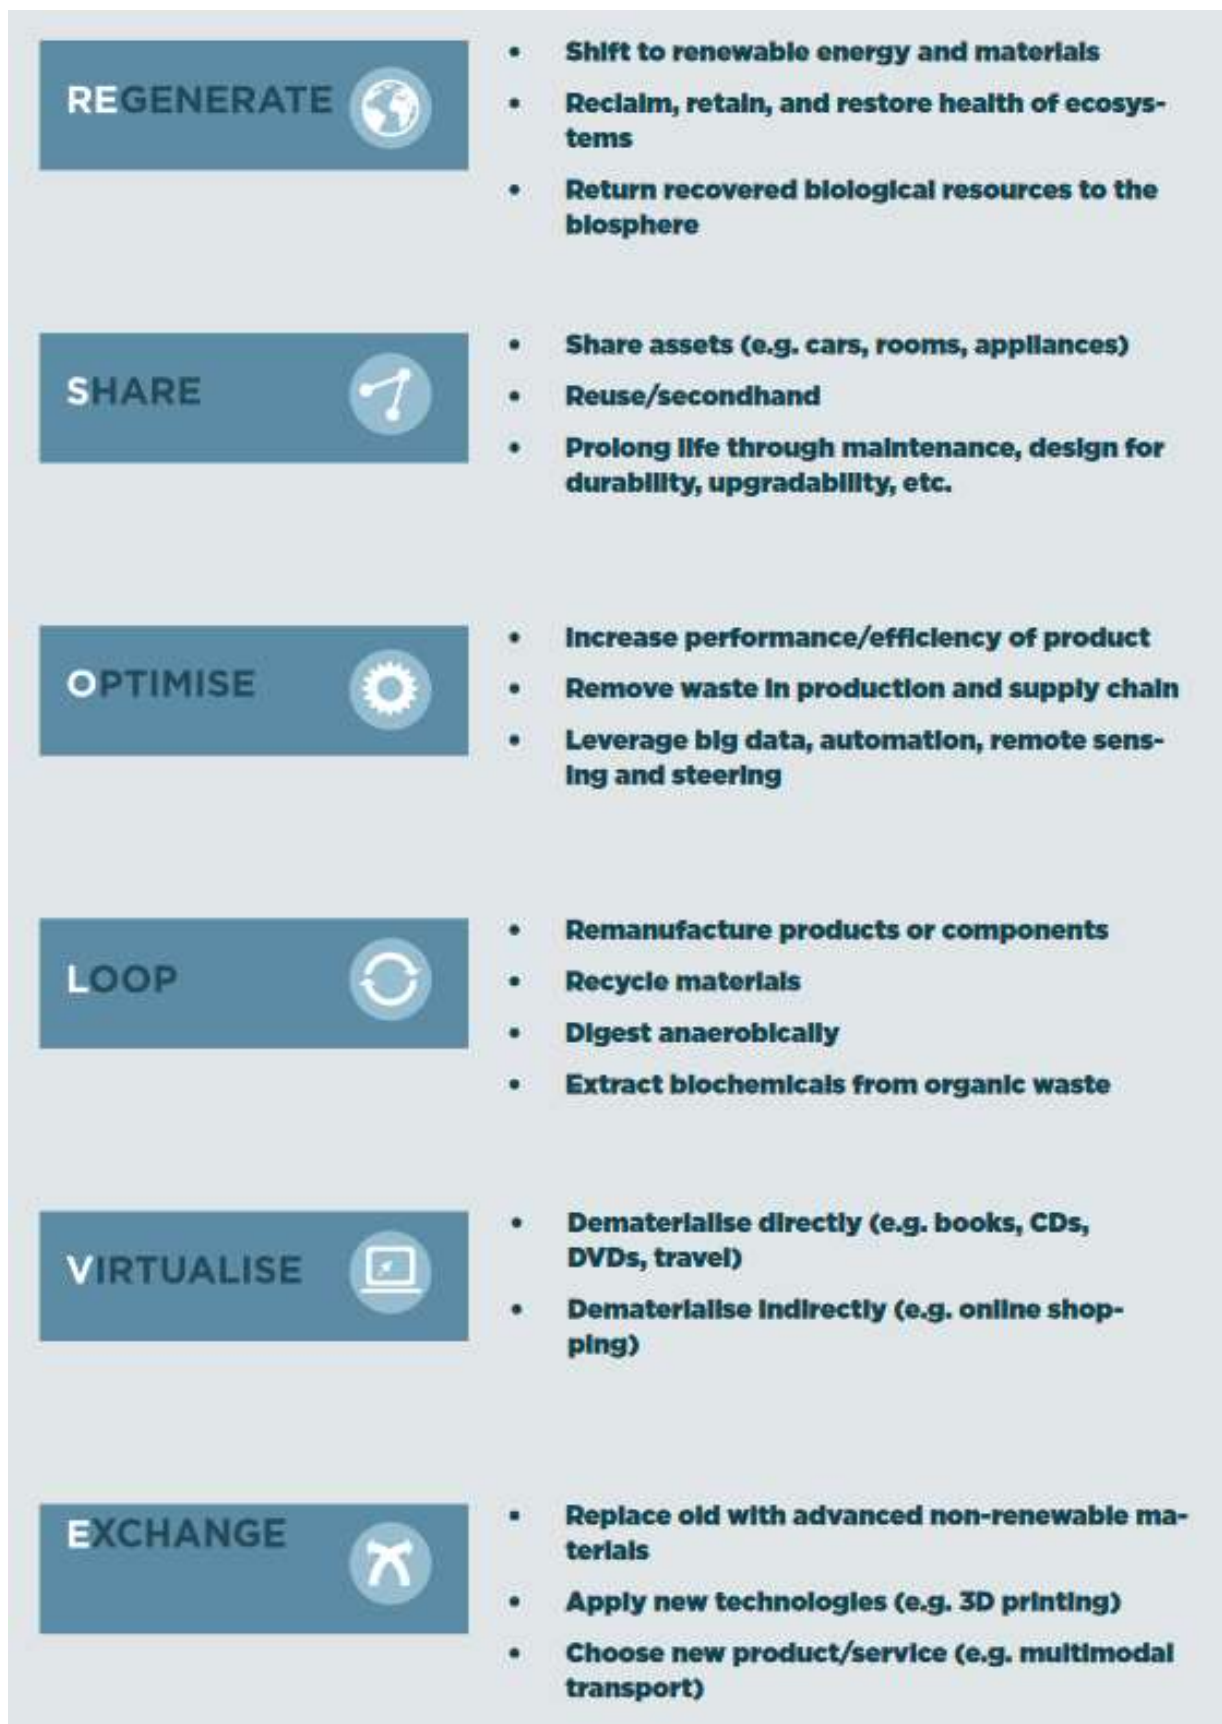 REGENERATE
• Shift to renewable energy and materials
• Reclaim, retain, and restore health of ecosys-
tems
• Return recovered biological resources to the
biosphere
SHARE
• Share assets (e.g. cars, rooms, appliances)
• Reuse/secondhand
• Prolong life through maintenance, design for
durability, upgradability, etc.
OPTIMISE
• Increase performance/efficiency of product
• Remove waste in production and supply chain
• Leverage big data, automation, remote sens-
ing and steering
LOOP
• Remanufacture products or components
• Recycle materials
• Digest anaerobically
• Extract biochemicals from organic waste
VIRTUALISE
• Dematerialise directly (e.g. books, CDs,
DVDs, travel)
• Dematerialise indirectly (e.g. online shop-
ping)
EXCHANGE
• Replace old with advanced non-renewable ma-
terials
• Apply new technologies (e.g. 3D printing)
• Choose new product/service (e.g. multimodal
transport)